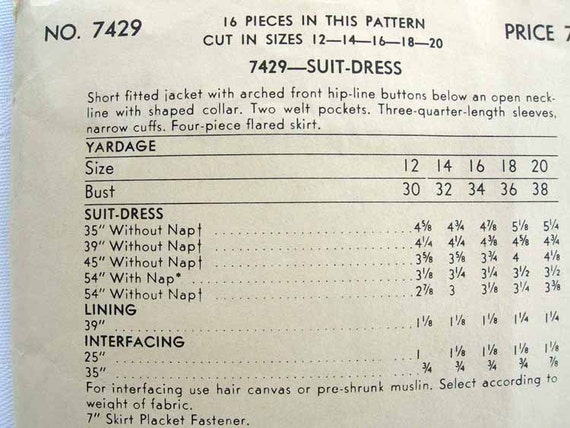 NO. 7429 16 PIECES IN THIS PATTERN PRICE 7
CUT IN SIZES 12—14—16—18—20
7429—SUIT-DRESS
Short fitted jacket with arched front hip-line buttons below an open neck-
line with shaped collar. Two welt pockets. Three-quarter-length sleeves,
narrow cuffs. Four-piece flared skirt.
YARDAGE
Size 12 14 16 18 20
Bust 30 32 34 36 38
SUIT-DRESS
35" Without Nap† 4⅝ 4¾ 4⅞ 5⅛ 5¼
39" Without Nap† 4¼ 4¼ 4⅜ 4⅝ 4¾
45" Without Nap† 3⅝ 3⅝ 3¾ 4 4⅛
54" With Nap* 3⅛ 3¼ 3¼ 3½ 3½
54" Without Nap† 2⅞ 3 3⅛ 3¼ 3⅜
LINING
39" 1⅛ 1⅛ 1⅛ 1¼ 1¼
INTERFACING
25" 1 1⅛ 1⅛ 1⅛ 1⅛
35" ¾ ¾ ¾ ¾ ⅞
For interfacing use hair canvas or pre-shrunk muslin. Select according to
weight of fabric.
7" Skirt Placket Fastener.